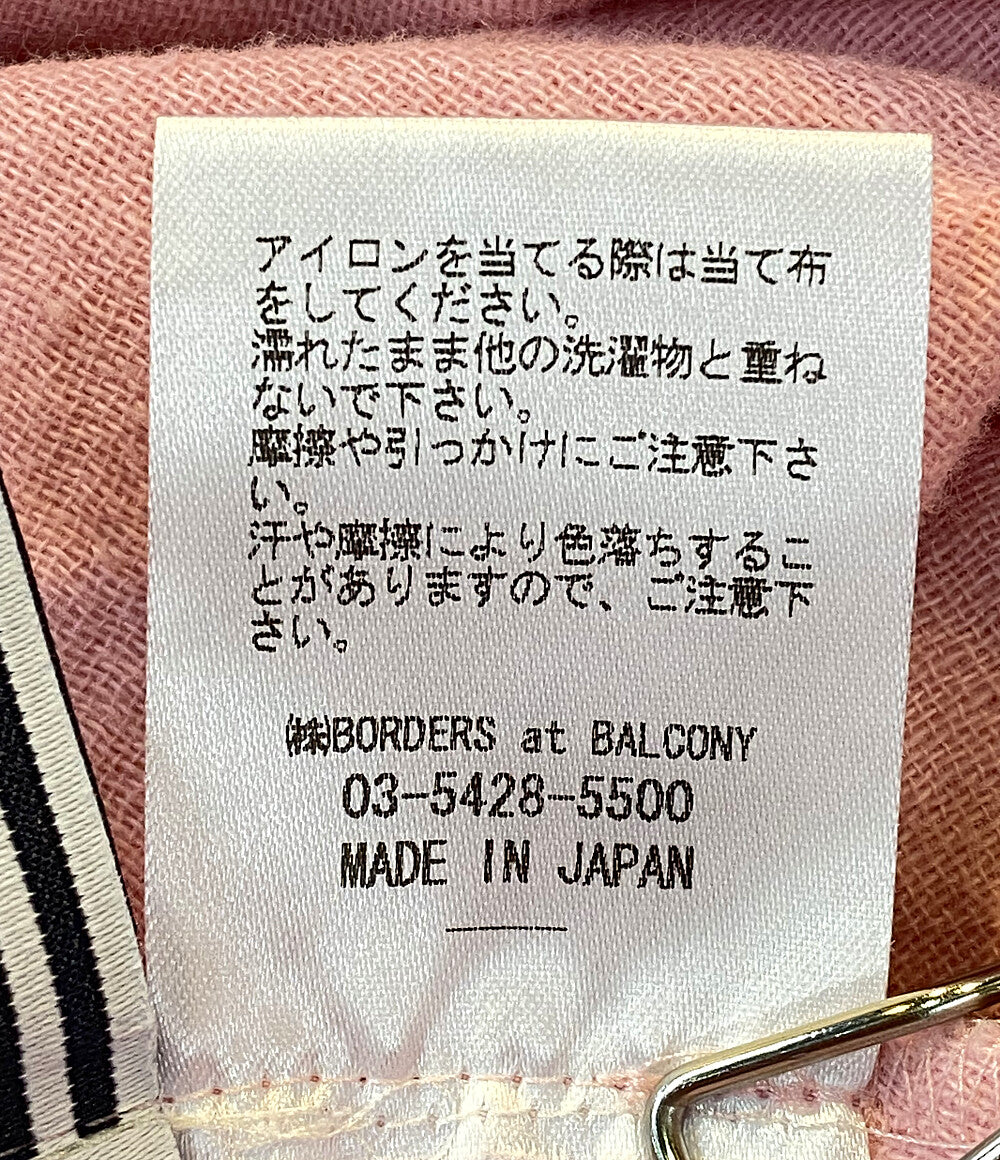 アイロンを当てる際は当て布
をしてください。
濡れたまま他の洗濯物と重ね
ないで下さい。
摩擦や引っかけにご注意下さ
い。
汗や摩擦により色落ちするこ
とがありますので、ご注意下
さい。
㈱BORDERS at BALCONY
03-5428-5500
MADE IN JAPAN